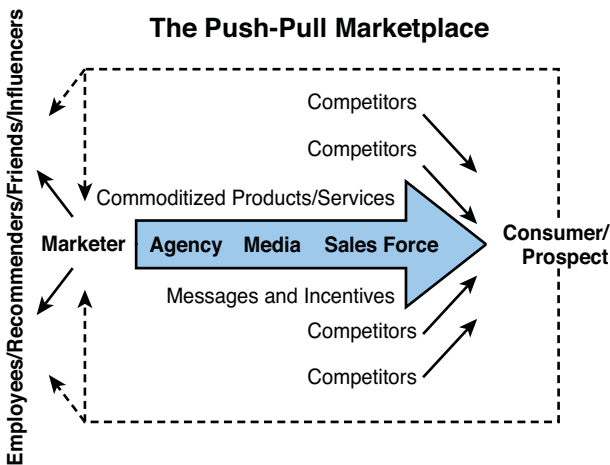 The Push-Pull Marketplace
Employees/Recommenders/Friends/Influencers
Competitors
Competitors
Commoditized Products/Services
Marketer
Agency Media Sales Force
Consumer/
Prospect
Messages and Incentives
Competitors
Competitors